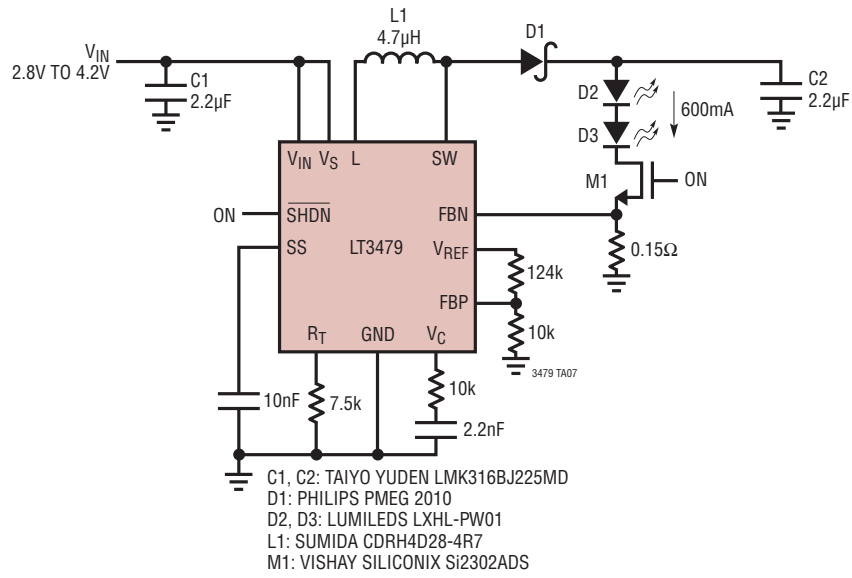 L1
4.7µH
D1
VIN
2.8V TO 4.2V
C1
2.2µF
D2
D3
600mA
C2
2.2µF
VIN
VS
L
SW
M1
ON
ON
SHDN
FBN
SS
LT3479
VREF
0.15Ω
124k
FBP
10k
RT
GND
VC
3479 TA07
10nF
7.5k
10k
2.2nF
C1, C2: TAIYO YUDEN LMK316BJ225MD
D1: PHILIPS PMEG 2010
D2, D3: LUMILEDS LXHL-PW01
L1: SUMIDA CDRH4D28-4R7
M1: VISHAY SILICONIX Si2302ADS